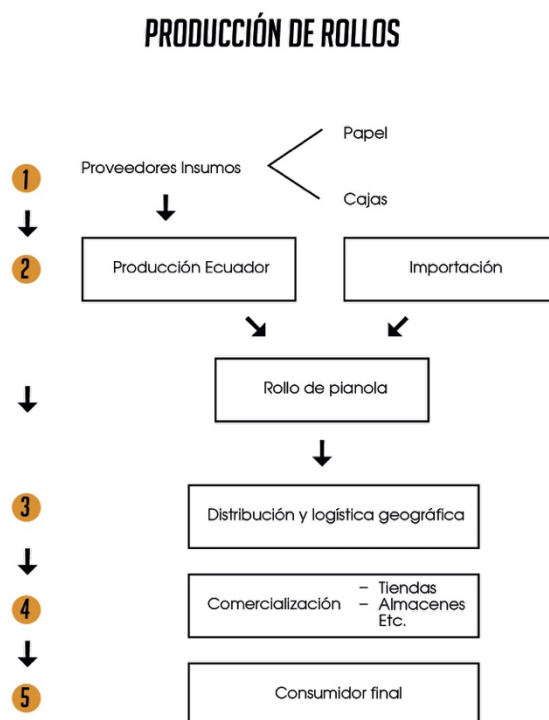 PRODUCCIÓN DE ROLLOS
Papel
1
Proveedores Insumos
Cajas
2
Producción Ecuador
Importación
Rollo de pianola
3
Distribución y logística geográfica
4
Comercialización
– Tiendas
– Almacenes
Etc.
5
Consumidor final